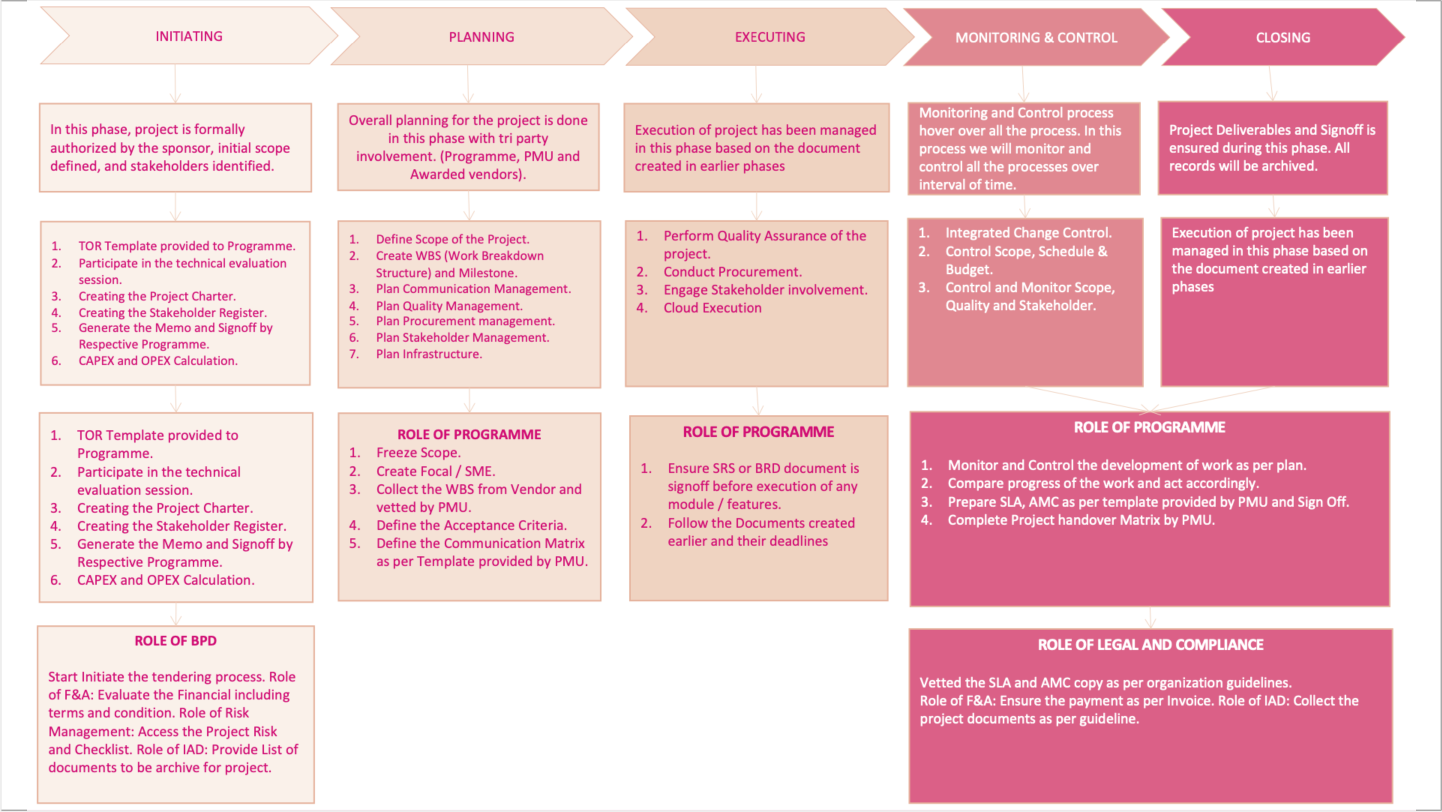 INITIATING
PLANNING
EXECUTING
MONITORING & CONTROL
CLOSING
In this phase, project is formally
authorized by the sponsor, initial scope
defined, and stakeholders identified.
Overall planning for the project is done
in this phase with tri party
involvement. (Programme, PMU and
Awarded vendors).
Execution of project has been managed
in this phase based on the document
created in earlier phases
Monitoring and Control process
hover over all the process. In this
process we will monitor and
control all the processes over
interval of time.
Project Deliverables and Signoff is
ensured during this phase. All
records will be archived.
1. TOR Template provided to Programme.
2. Participate in the technical evaluation
session.
3. Creating the Project Charter.
4. Creating the Stakeholder Register.
5. Generate the Memo and Signoff by
Respective Programme.
6. CAPEX and OPEX Calculation.
1. Define Scope of the Project.
2. Create WBS (Work Breakdown
Structure) and Milestone.
3. Plan Communication Management.
4. Plan Quality Management.
5. Plan Procurement management.
6. Plan Stakeholder Management.
7. Plan Infrastructure.
1. Perform Quality Assurance of the
project.
2. Conduct Procurement.
3. Engage Stakeholder involvement.
4. Cloud Execution
1. Integrated Change Control.
2. Control Scope, Schedule &
Budget.
3. Control and Monitor Scope,
Quality and Stakeholder.
Execution of project has been
managed in this phase based on
the document created in earlier
phases
1. TOR Template provided to
Programme.
2. Participate in the technical
evaluation session.
3. Creating the Project Charter.
4. Creating the Stakeholder Register.
5. Generate the Memo and Signoff by
Respective Programme.
6. CAPEX and OPEX Calculation.
ROLE OF PROGRAMME
1. Freeze Scope.
2. Create Focal / SME.
3. Collect the WBS from Vendor and
vetted by PMU.
4. Define the Acceptance Criteria.
5. Define the Communication Matrix
as per Template provided by PMU.
ROLE OF PROGRAMME
1. Ensure SRS or BRD document is
signoff before execution of any
module / features.
2. Follow the Documents created
earlier and their deadlines
ROLE OF PROGRAMME
1. Monitor and Control the development of work as per plan.
2. Compare progress of the work and act accordingly.
3. Prepare SLA, AMC as per template provided by PMU and Sign Off.
4. Complete Project handover Matrix by PMU.
ROLE OF BPD
Start Initiate the tendering process. Role
of F&A: Evaluate the Financial including
terms and condition. Role of Risk
Management: Access the Project Risk
and Checklist. Role of IAD: Provide List of
documents to be archive for project.
ROLE OF LEGAL AND COMPLIANCE
Vetted the SLA and AMC copy as per organization guidelines.
Role of F&A: Ensure the payment as per Invoice. Role of IAD: Collect the
project documents as per guideline.